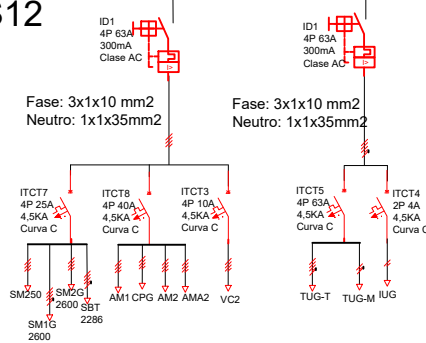 S12
ID1
4P 63A
300mA
Clase AC
I>
Fase: 3x1x10 mm2
Neutro: 1x1x35mm2
ITCT7
4P 25A
4,5KA
Curva C
ITCT8
4P 40A
4,5KA
Curva C
ITCT3
4P 10A
4,5KA
Curva C
SM250
SM1G
2600
SM2G
2600
SBT
2286
AM1
CPG
AM2
AMA2
VC2
ID1
4P 63A
300mA
Clase AC
I>
Fase: 3x1x10 mm2
Neutro: 1x1x35mm2
ITCT5
4P 63A
4,5KA
Curva C
ITCT4
2P 4A
4,5KA
Curva C
TUG-T
TUG-M
IUG